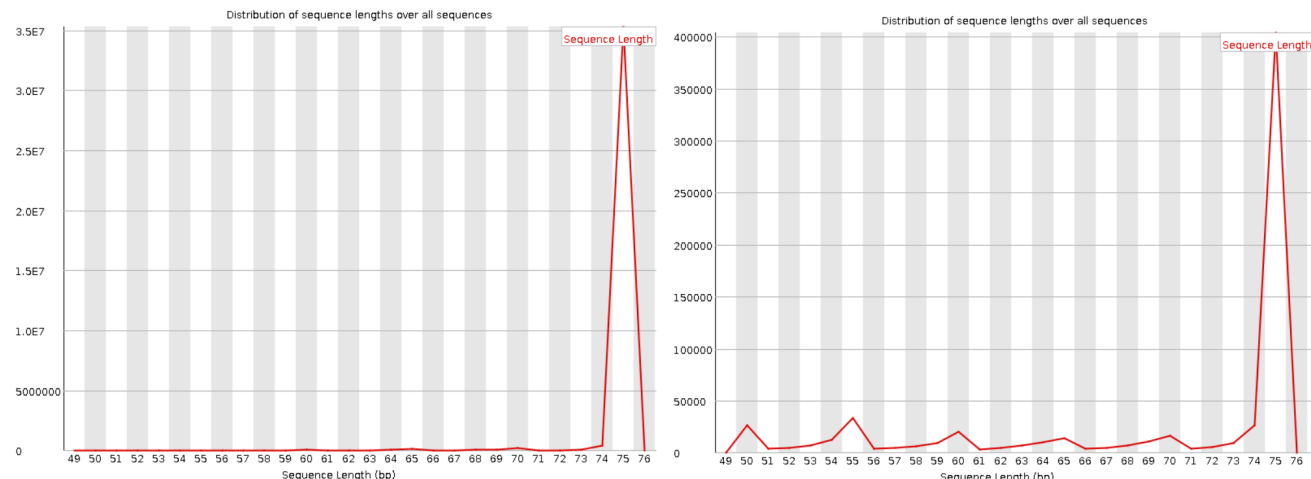 Distribution of sequence lengths over all sequences
3.5E7
Sequence Length
3.0E7
2.5E7
2.0E7
1.5E7
1.0E7
5000000
0
49 50 51 52 53 54 55 56 57 58 59 60 61 62 63 64 65 66 67 68 69 70 71 72 73 74 75 76
Sequence Length (bp)
Distribution of sequence lengths over all sequences
400000
Sequence Length
350000
300000
250000
200000
150000
100000
50000
0
49 50 51 52 53 54 55 56 57 58 59 60 61 62 63 64 65 66 67 68 69 70 71 72 73 74 75 76
Sequence Length (bp)